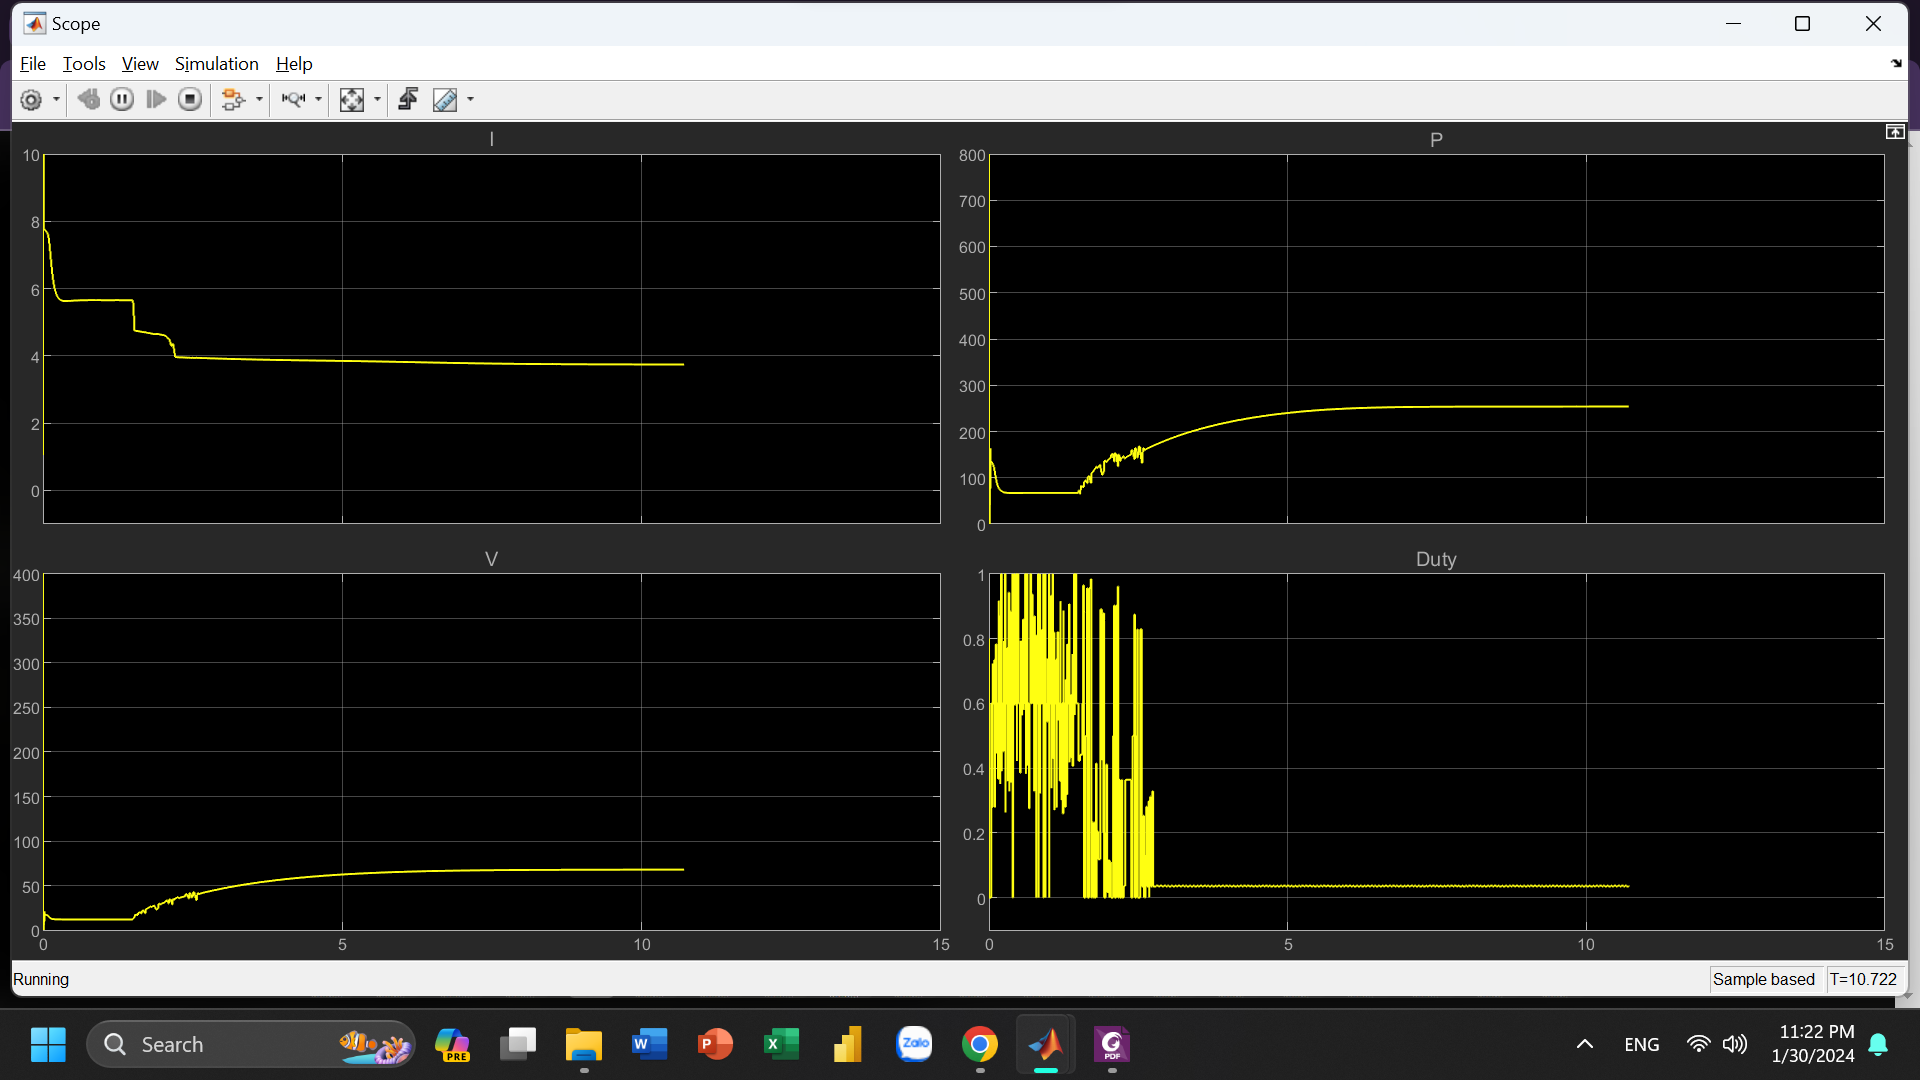 Scope
File Tools View Simulation Help
I
10
8
6
4
2
0
P
800
700
600
500
400
300
200
100
0
V
400
350
300
250
200
150
100
50
0
0 5 10 15
Duty
1
0.8
0.6
0.4
0.2
0
0 5 10 15
Running
Sample based T=10.722
Search
PRE
W
P
X
Zalo
PDF
ENG
11:22 PM
1/30/2024